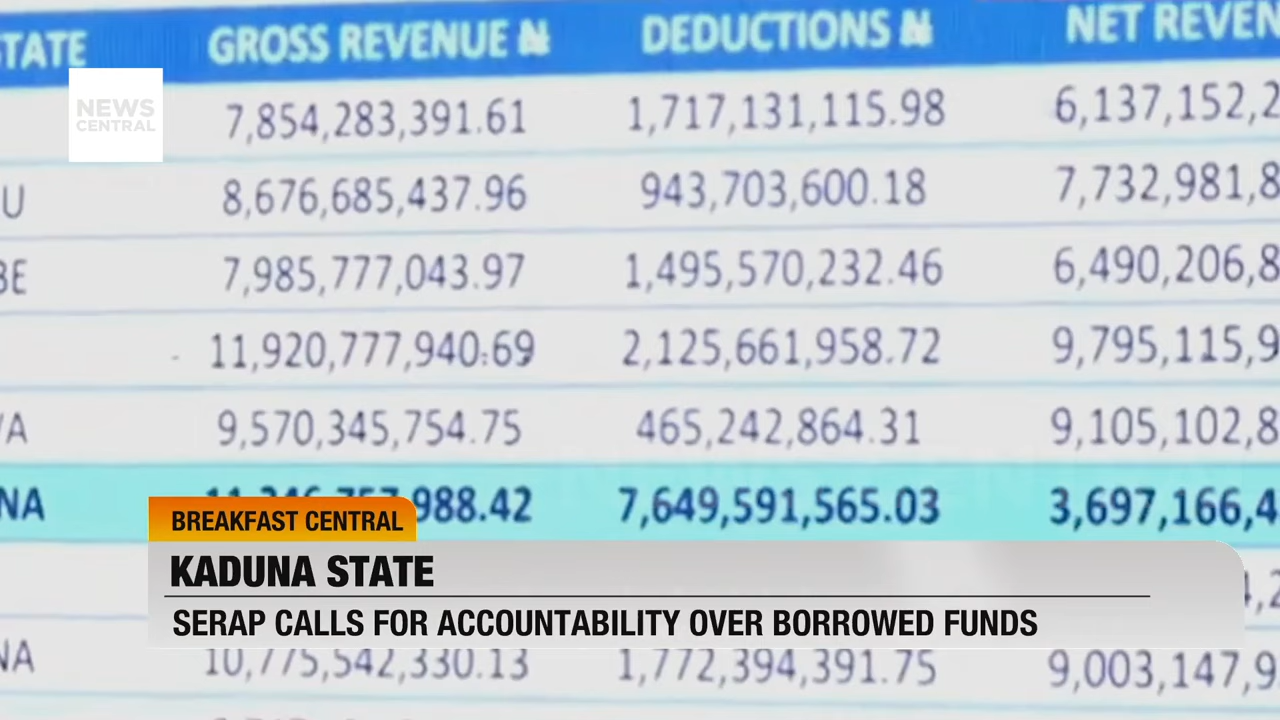 TATE GROSS REVENUE ₦ DEDUCTIONS ₦ NET REVEN
NEWS
CENTRAL
7,854,283,391.61 1,717,131,115.98 6,137,152,2
U 8,676,685,437.96 943,703,600.18 7,732,981,8
BE 7,985,777,043.97 1,495,570,232.46 6,490,206,8
11,920,777,940.69 2,125,661,958.72 9,795,115,9
VA 9,570,345,754.75 465,242,864.31 9,105,102,8
NA 988.42 7,649,591,565.03 3,697,166,4
BREAKFAST CENTRAL
KADUNA STATE
SERAP CALLS FOR ACCOUNTABILITY OVER BORROWED FUNDS
NA 10,775,542,330.13 1,772,394,391.75 9,003,147,9